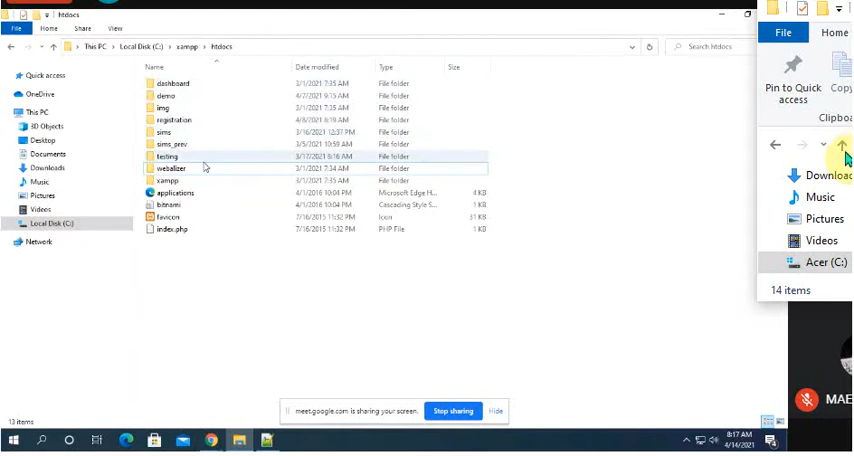 htdocs
File Home Share View
This PC Local Disk (C:) xampp htdocs
Search htdocs
Name Date modified Type Size
Quick access
OneDrive
This PC
3D Objects
Desktop
Documents
Downloads
Music
Pictures
Videos
Local Disk (C:)
Network
dashboard 3/1/2021 7:35 AM File folder
demo 4/7/2021 9:15 AM File folder
img 3/1/2021 7:35 AM File folder
registration 4/8/2021 8:19 AM File folder
sims 3/16/2021 12:37 PM File folder
sims_prev 3/5/2021 10:59 AM File folder
testing 3/17/2021 8:16 AM File folder
webalizer 3/1/2021 7:34 AM File folder
xampp 3/1/2021 7:35 AM File folder
applications 4/1/2016 10:04 PM Microsoft Edge H... 4 KB
bitnami 4/1/2016 10:04 PM Cascading Style S... 1 KB
favicon 7/16/2015 11:32 PM Icon 31 KB
index.php 7/16/2015 11:32 PM PHP File 1 KB
13 items
meet.google.com is sharing your screen. Stop sharing Hide
8:17 AM
4/14/2021
4
File Home
Pin to Quick
access
Copy
Clipboa
Download
Music
Pictures
Videos
Acer (C:)
14 items
MAE